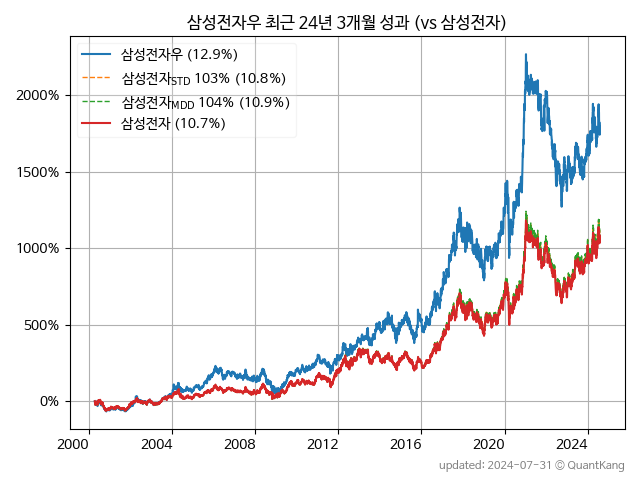 삼성전자우 최근 24년 3개월 성과 (vs 삼성전자)
삼성전자우 (12.9%)
삼성전자STD 103% (10.8%)
삼성전자MDD 104% (10.9%)
삼성전자 (10.7%)
2000%
1500%
1000%
500%
0%
2000 2004 2008 2012 2016 2020 2024
updated: 2024-07-31 © QuantKang